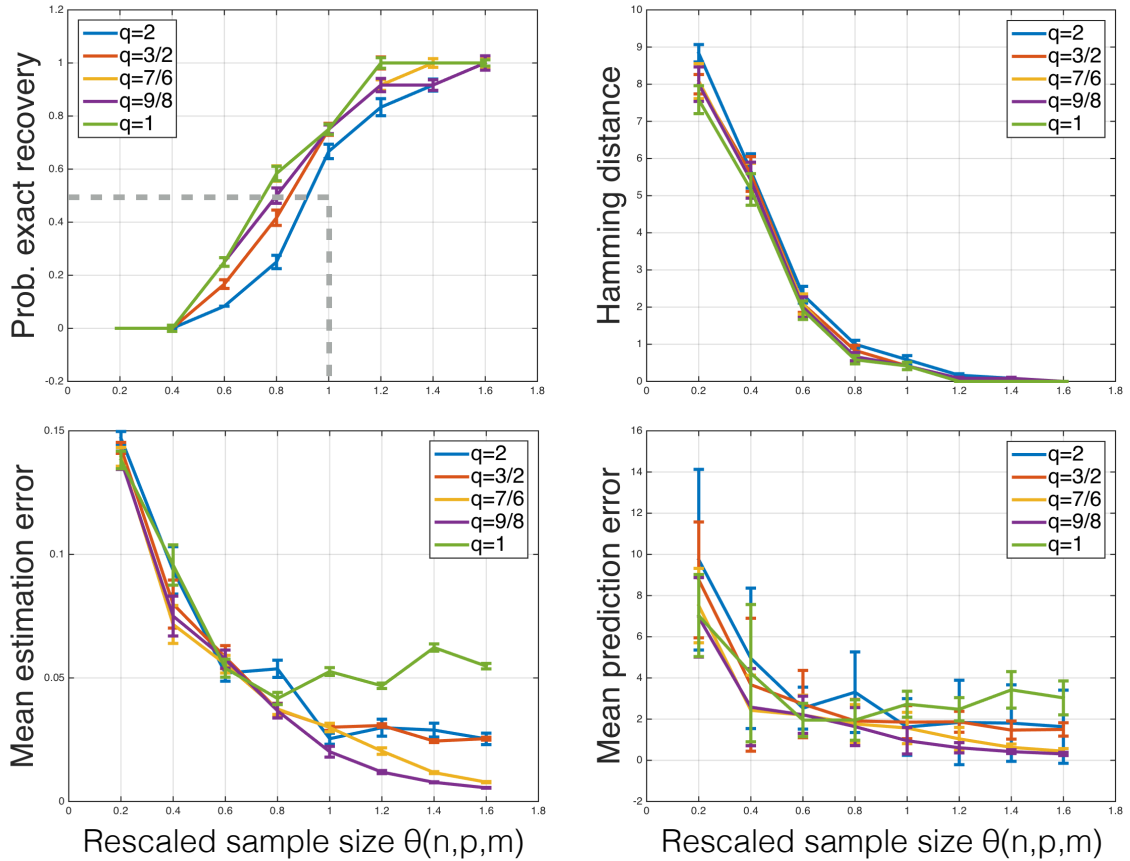 Prob. exact recovery
1.2
1
0.8
0.6
0.4
0.2
0
-0.2
q=2
q=3/2
q=7/6
q=9/8
q=1
0.2 0.4 0.6 0.8 1 1.2 1.4 1.6 1.8
Hamming distance
10
9
8
7
6
5
4
3
2
1
0
q=2
q=3/2
q=7/6
q=9/8
q=1
0 0.2 0.4 0.6 0.8 1 1.2 1.4 1.6 1.8
Mean estimation error
0.15
0.1
0.05
0
q=2
q=3/2
q=7/6
q=9/8
q=1
0 0.2 0.4 0.6 0.8 1 1.2 1.4 1.6 1.8
Rescaled sample size θ(n,p,m)
Mean prediction error
16
14
12
10
8
6
4
2
0
-2
q=2
q=3/2
q=7/6
q=9/8
q=1
0 0.2 0.4 0.6 0.8 1 1.2 1.4 1.6 1.8
Rescaled sample size θ(n,p,m)